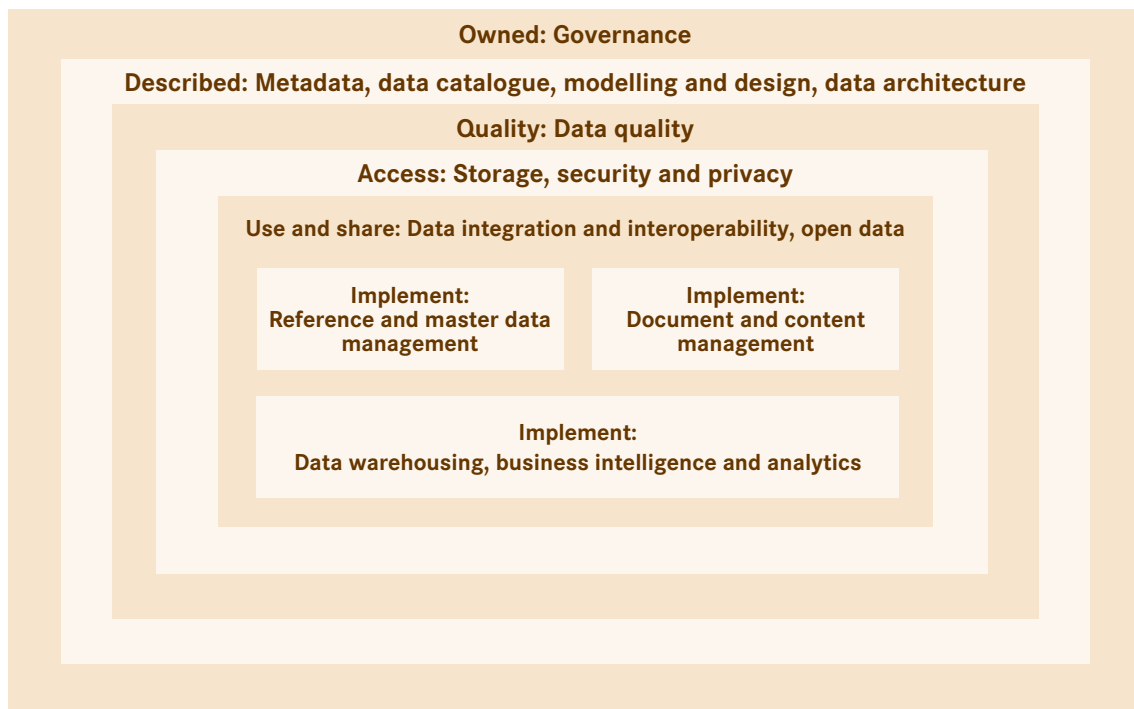 Owned: Governance
Described: Metadata, data catalogue, modelling and design, data architecture
Quality: Data quality
Access: Storage, security and privacy
Use and share: Data integration and interoperability, open data
Implement:
Reference and master data
management
Implement:
Document and content
management
Implement:
Data warehousing, business intelligence and analytics